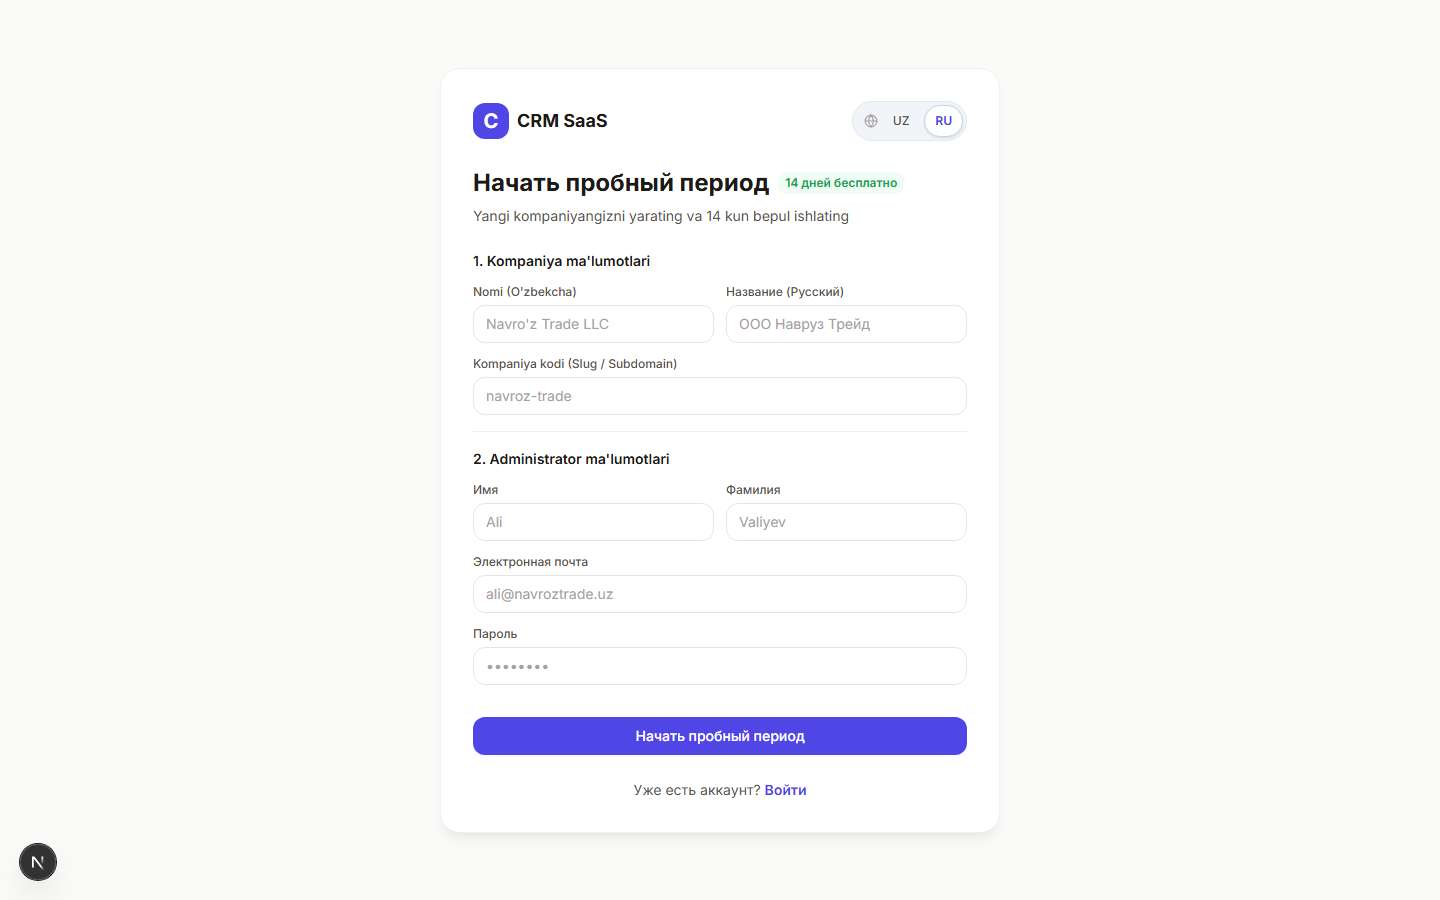 C CRM SaaS
UZ RU
Начать пробный период 14 дней бесплатно
Yangi kompaniyangizni yarating va 14 kun bepul ishlating
1. Kompaniya ma'lumotlari
Nomi (O'zbekcha) Название (Русский)
Navro'z Trade LLC ООО Навруз Трейд
Kompaniya kodi (Slug / Subdomain)
navroz-trade
2. Administrator ma'lumotlari
Имя Фамилия
Ali Valiyev
Электронная почта
ali@navroztrade.uz
Пароль
••••••••
Начать пробный период
Уже есть аккаунт? Войти
N